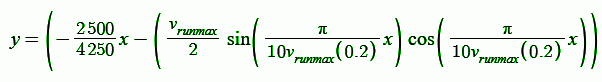 y = ( − 2500/4250 x − ( v_runmax/2 sin( π/10v_runmax(0.2) x ) cos( π/10v_runmax(0.2) x ) ) )